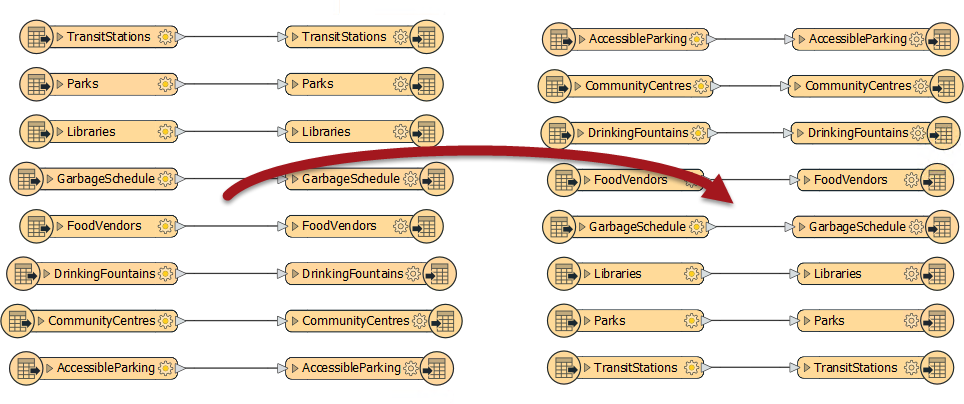 TransitStations TransitStations
Parks Parks
Libraries Libraries
GarbageSchedule GarbageSchedule
FoodVendors FoodVendors
DrinkingFountains DrinkingFountains
CommunityCentres CommunityCentres
AccessibleParking AccessibleParking
AccessibleParking AccessibleParking
CommunityCentres CommunityCentres
DrinkingFountains DrinkingFountains
FoodVendors FoodVendors
GarbageSchedule GarbageSchedule
Libraries Libraries
Parks Parks
TransitStations TransitStations